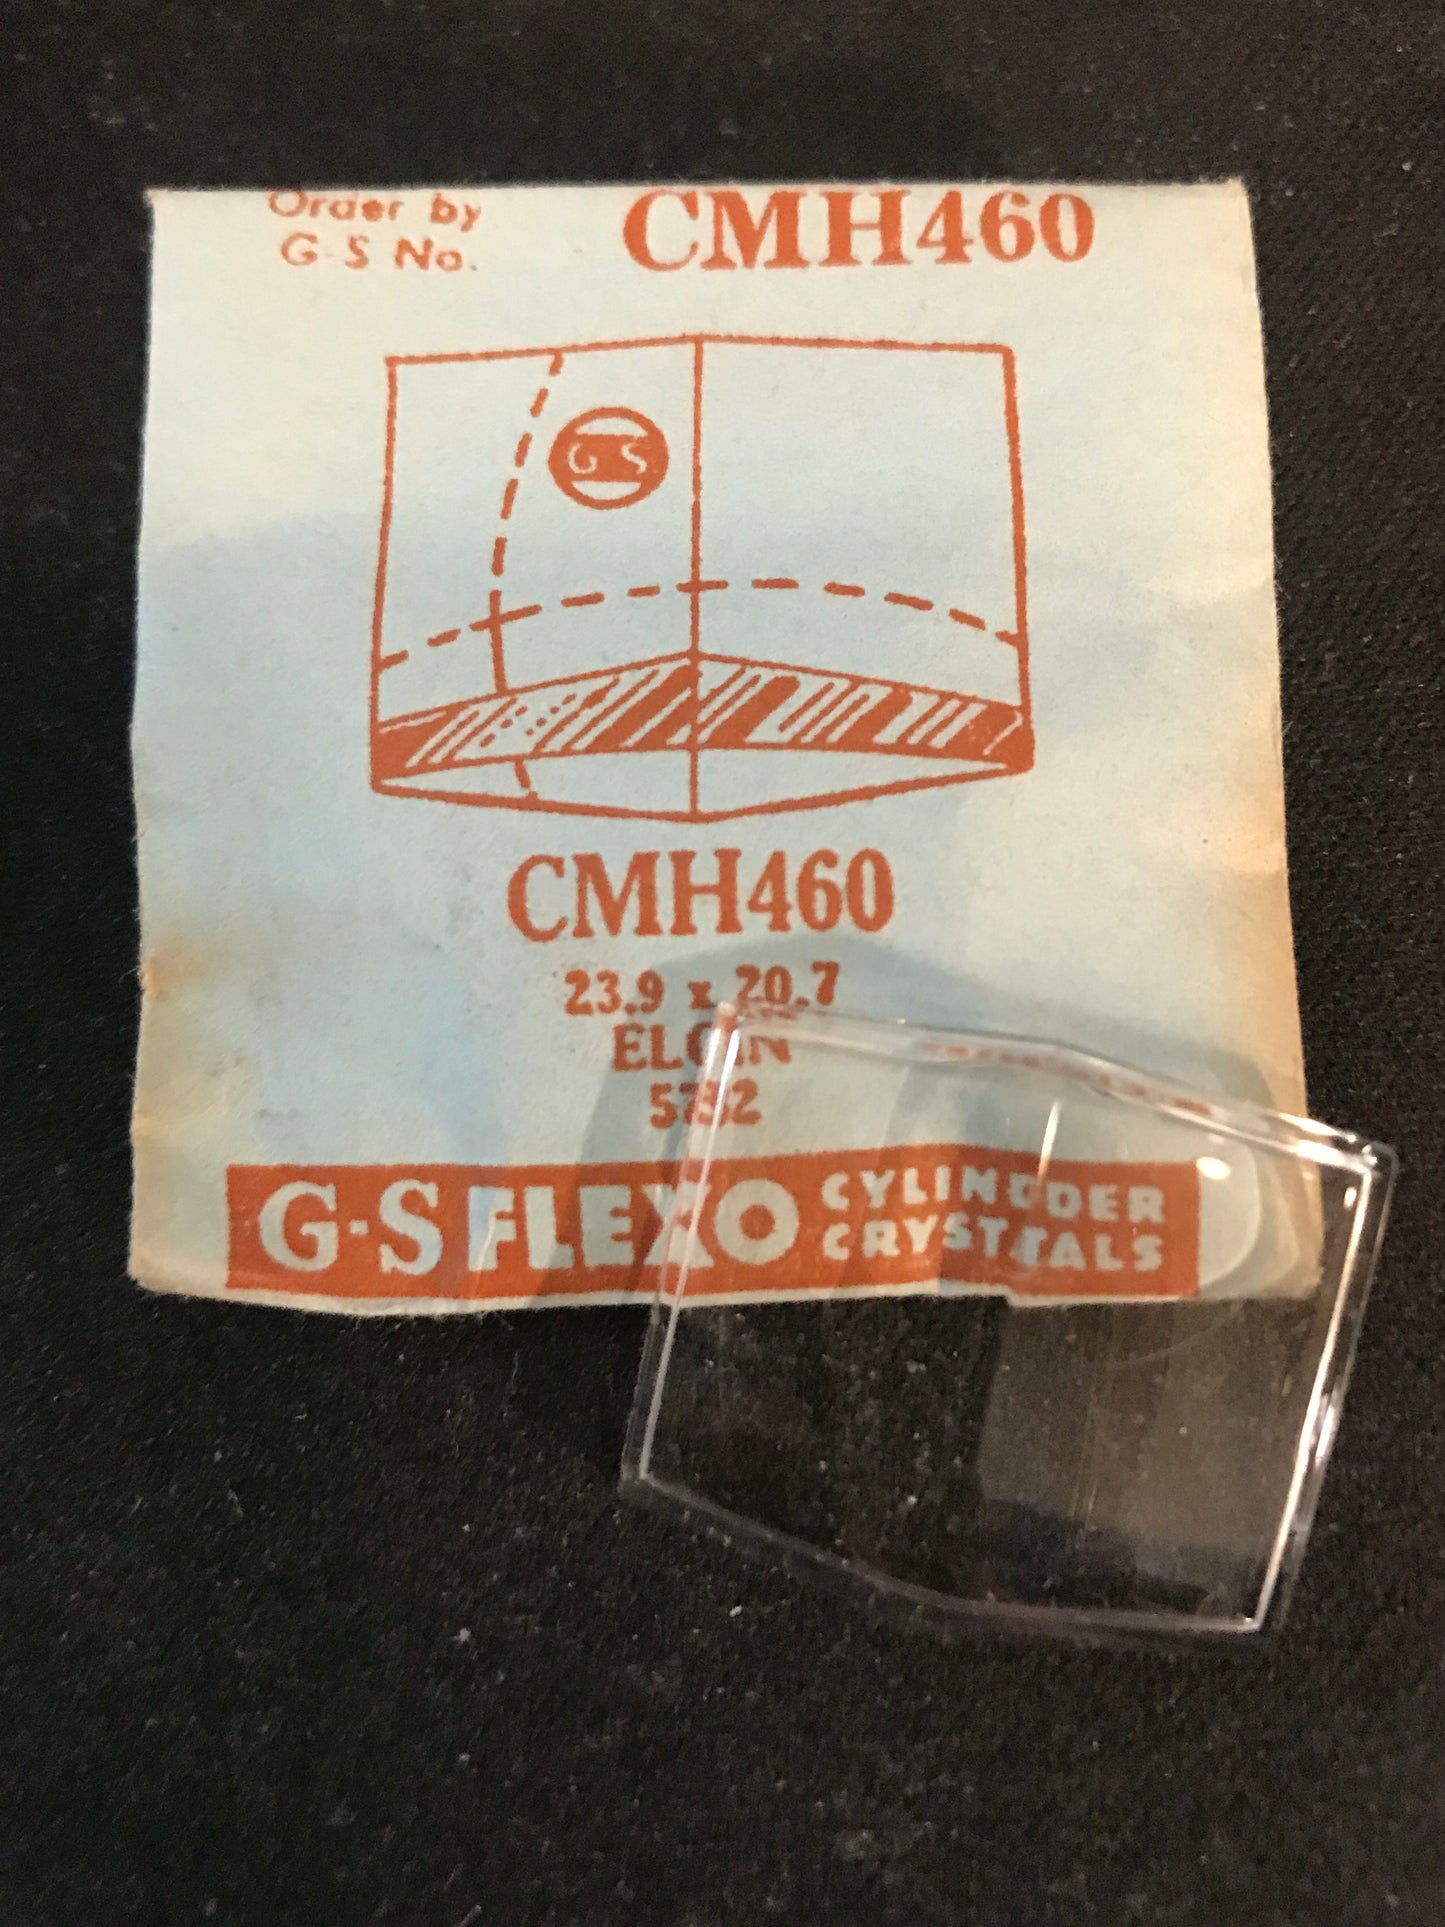 Order by
G-S No.
CMH460
GS
CMH460
23.9 x 20.7
ELGIN
G-S FLEXO CYLINDER
CRYSTALS